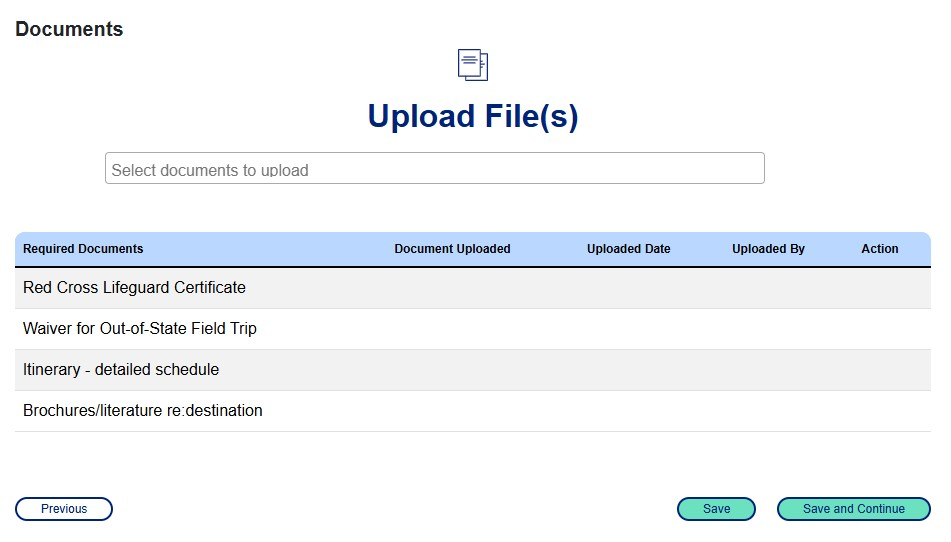 Documents
Upload File(s)
Select documents to upload
Required Documents Document Uploaded Uploaded Date Uploaded By Action
Red Cross Lifeguard Certificate
Waiver for Out-of-State Field Trip
Itinerary - detailed schedule
Brochures/literature re:destination
Previous Save Save and Continue